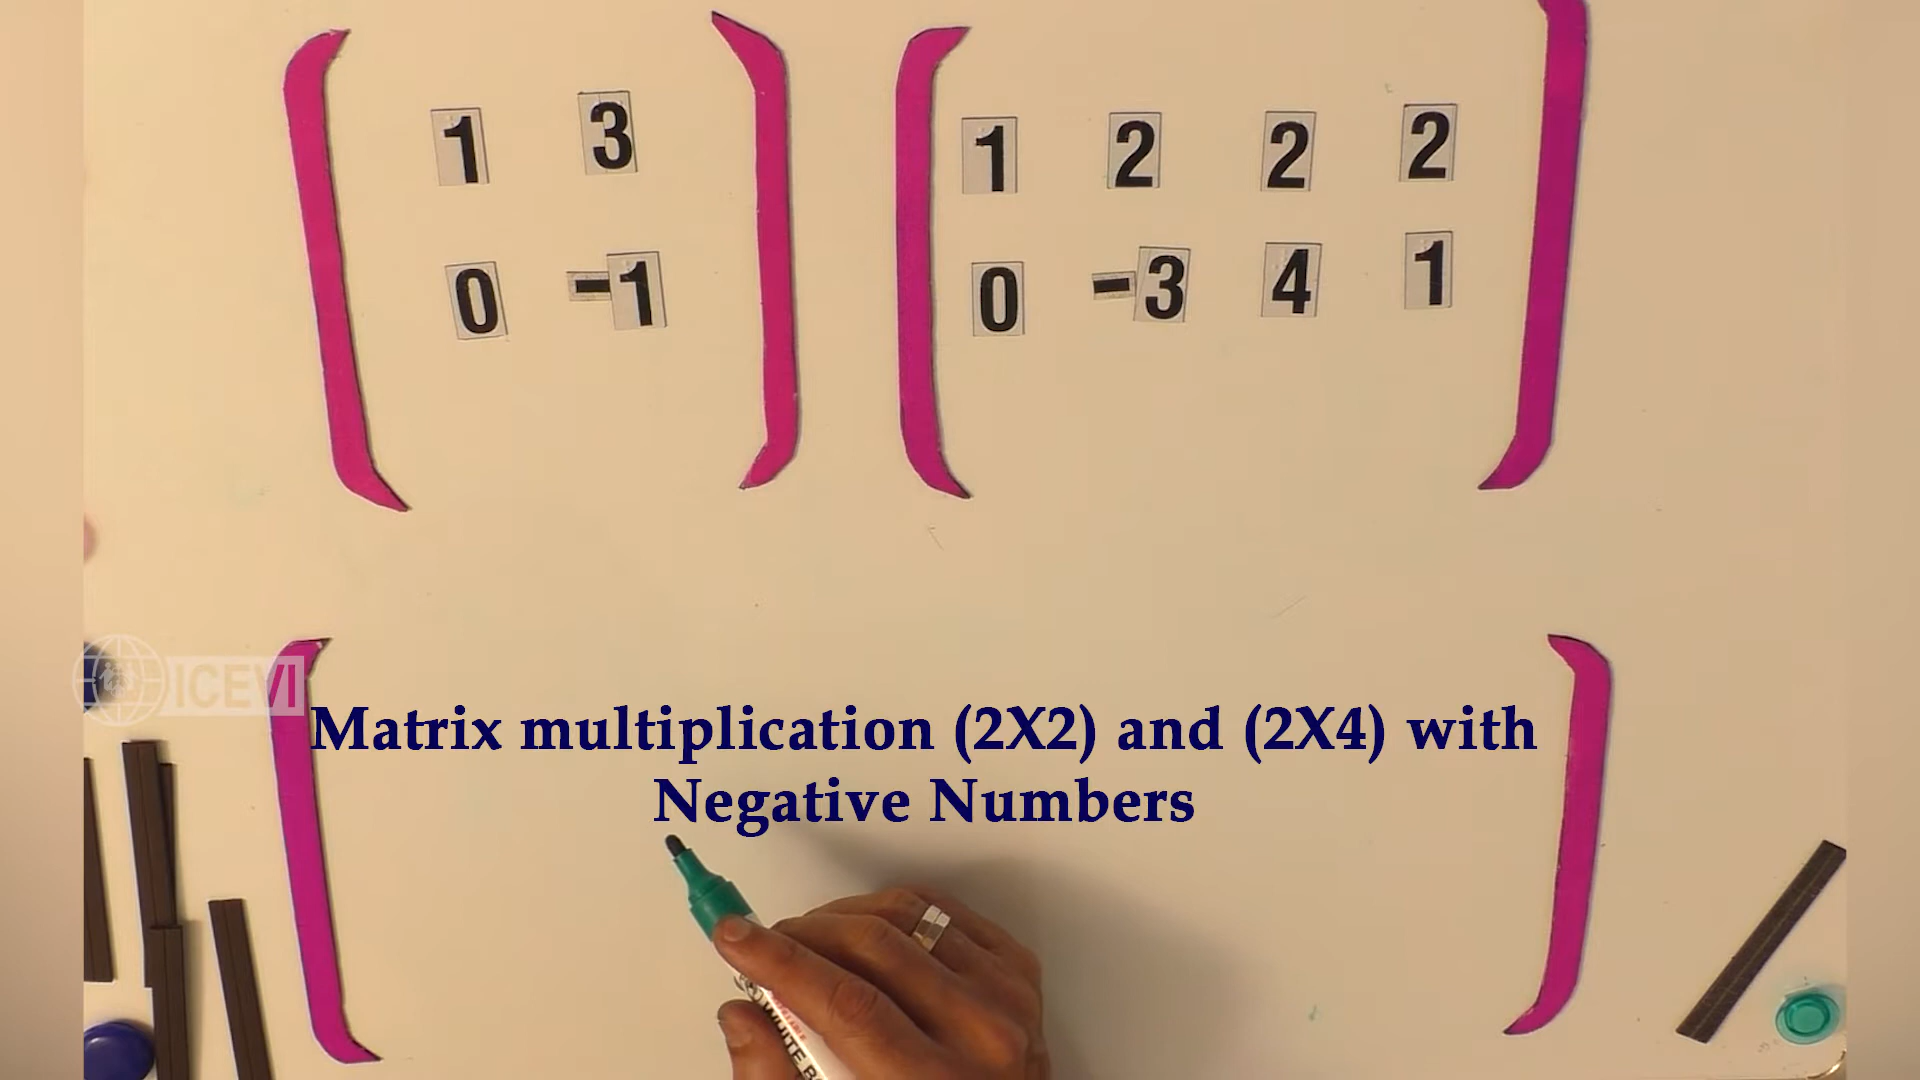 1 3 1 2 2 2
0 -1 0 -3 4 1
ICEVI
Matrix multiplication (2X2) and (2X4) with
Negative Numbers